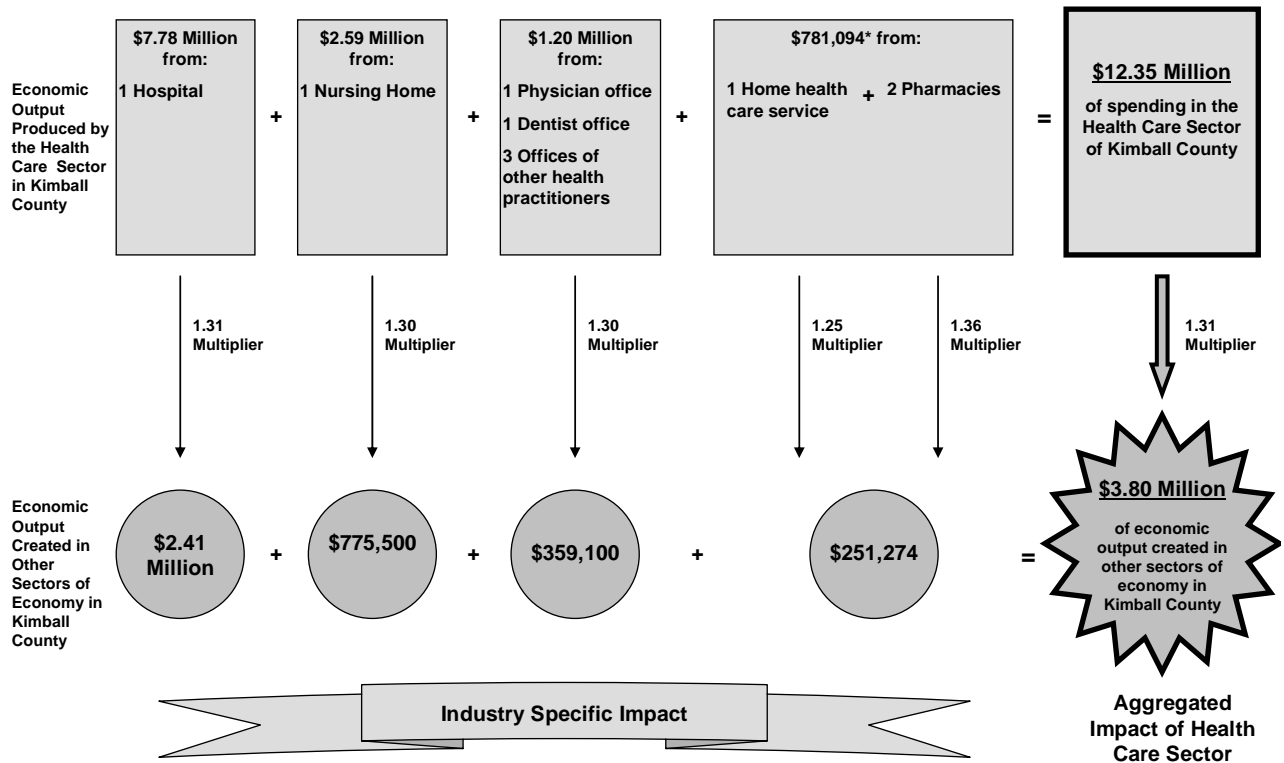 Economic
Output
Produced by
the Health
Care Sector
in Kimball
County
$7.78 Million
from:
1 Hospital
+
$2.59 Million
from:
1 Nursing Home
+
$1.20 Million
from:
1 Physician office
1 Dentist office
3 Offices of
other health
practitioners
+
$781,094* from:
1 Home health
care service
+
2 Pharmacies
=
$12.35 Million
of spending in the
Health Care Sector
of Kimball County
1.31
Multiplier
1.30
Multiplier
1.30
Multiplier
1.25
Multiplier
1.36
Multiplier
1.31
Multiplier
Economic
Output
Created in
Other
Sectors of
Economy in
Kimball
County
$2.41
Million
+
$775,500
+
$359,100
+
$251,274
=
$3.80 Million
of economic
output created in
other sectors of
economy in
Kimball County
Industry Specific Impact
Aggregated
Impact of Health
Care Sector